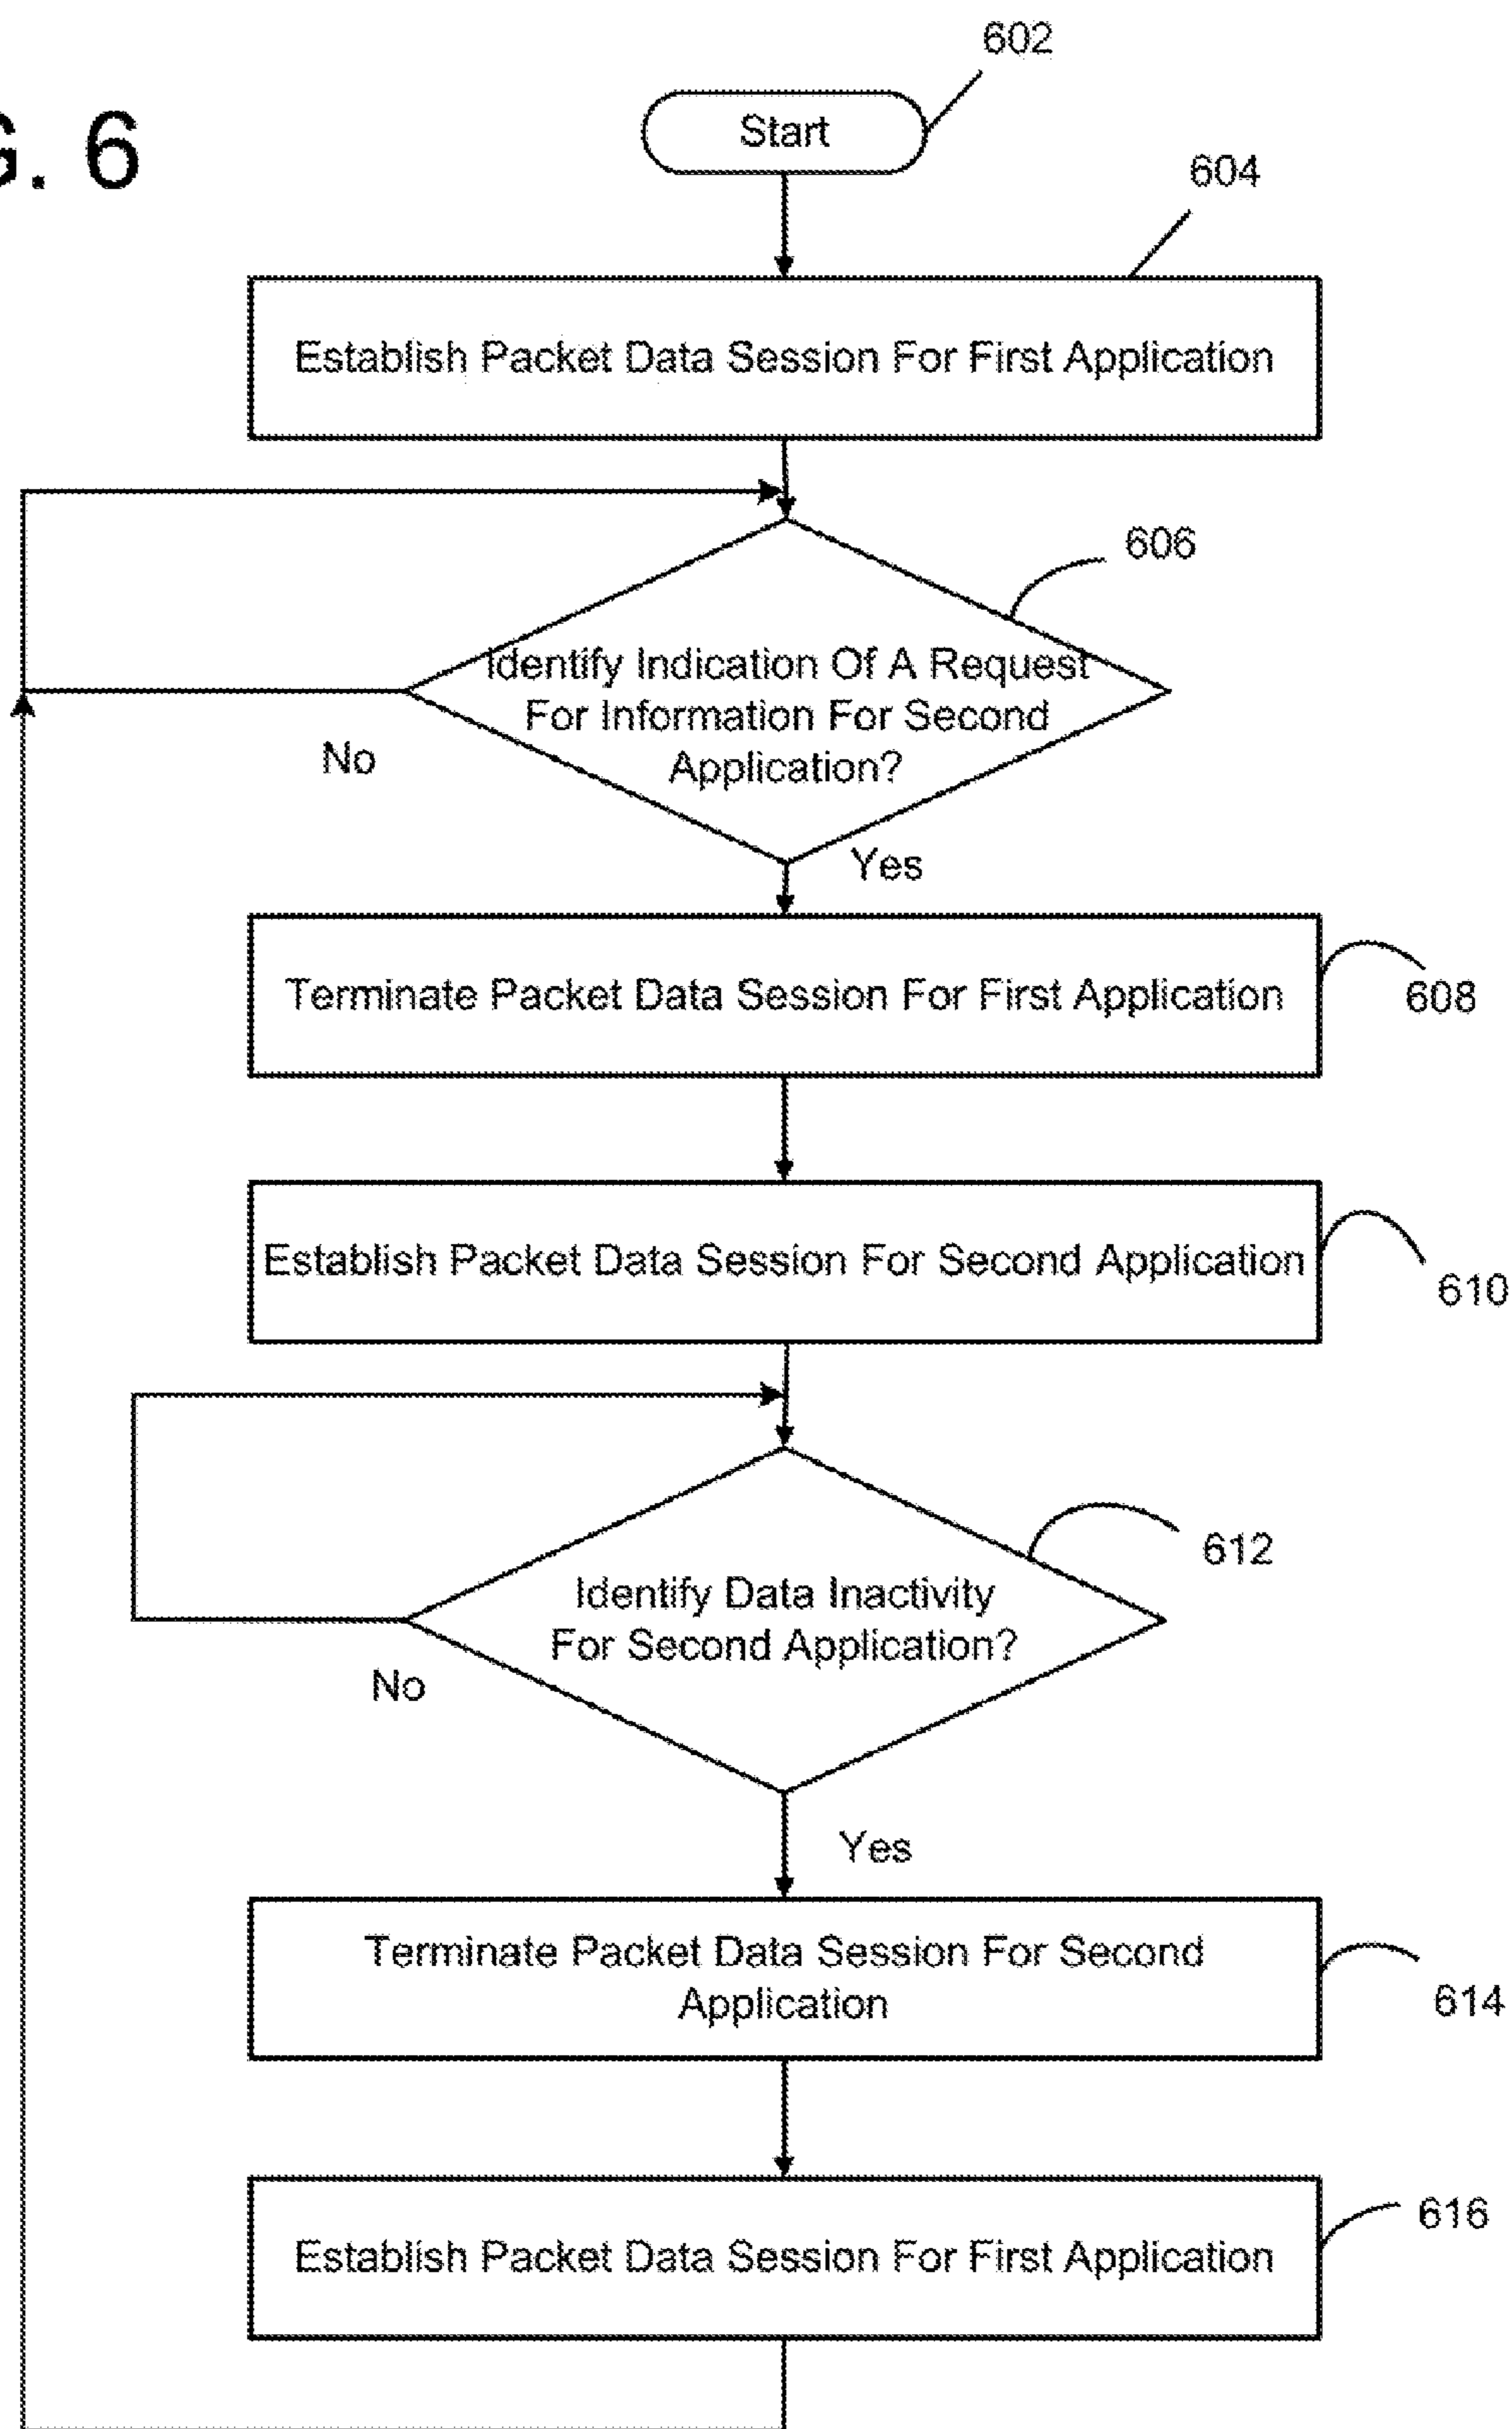 G. 6
602
Start
604
Establish Packet Data Session For First Application
606
Identify Indication Of A Request
For Information For Second
Application?
No
Yes
Terminate Packet Data Session For First Application
608
Establish Packet Data Session For Second Application
610
612
Identify Data Inactivity
For Second Application?
No
Yes
Terminate Packet Data Session For Second
Application
614
616
Establish Packet Data Session For First Application